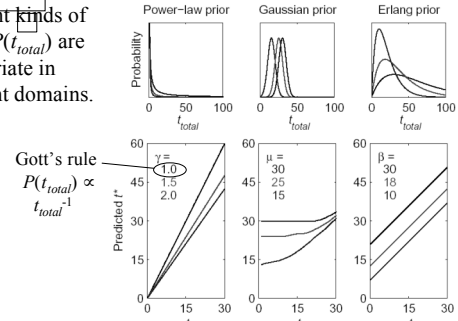 nt kinds of
P(t_total) are
riate in
nt domains.
Power-law prior
Gaussian prior
Erlang prior
Probability
0 50 100
t_total
0 50 100
t_total
0 50 100
t_total
Gott's rule
P(t_total) ∝
t_total^-1
Predicted t*
60
45
30
15
0
γ =
1.0
1.5
2.0
0 15 30
60
45
30
15
0
μ =
30
25
15
0 15 30
60
45
30
15
0
β =
30
18
10
0 15 30